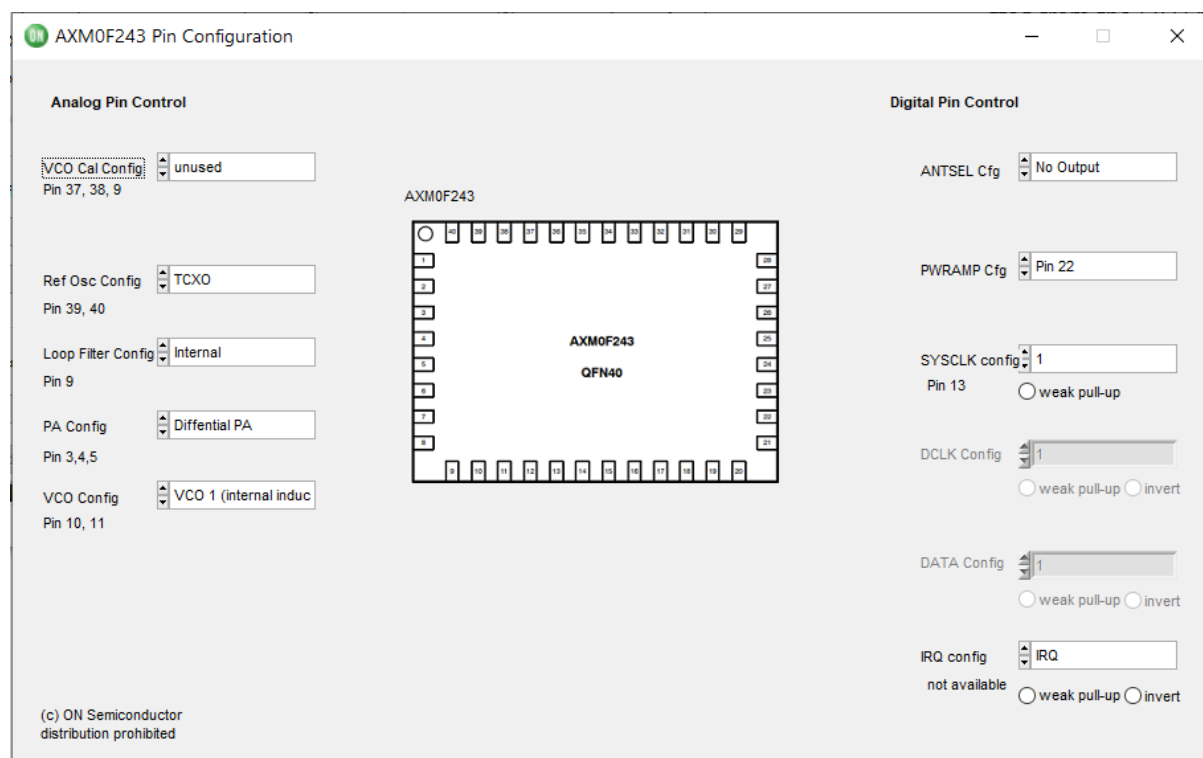 ON AXM0F243 Pin Configuration
Analog Pin Control
Digital Pin Control
VCO Cal Config unused
Pin 37, 38, 9
ANTSEL Cfg No Output
AXM0F243
40 39 38 37 36 35 34 33 32 31 30 29
1 28
2 27
3 26
4 25
5 24
6 23
7 22
8 21
AXM0F243
QFN40
9 10 11 12 13 14 15 16 17 18 19 20
Ref Osc Config TCXO
Pin 39, 40
Loop Filter Config Internal
Pin 9
PA Config Diffential PA
Pin 3,4,5
VCO Config VCO 1 (internal induc
Pin 10, 11
PWRAMP Cfg Pin 22
SYSCLK config 1
Pin 13 weak pull-up
DCLK Config 1
weak pull-up invert
DATA Config 1
weak pull-up invert
IRQ config IRQ
not available weak pull-up invert
(c) ON Semiconductor
distribution prohibited